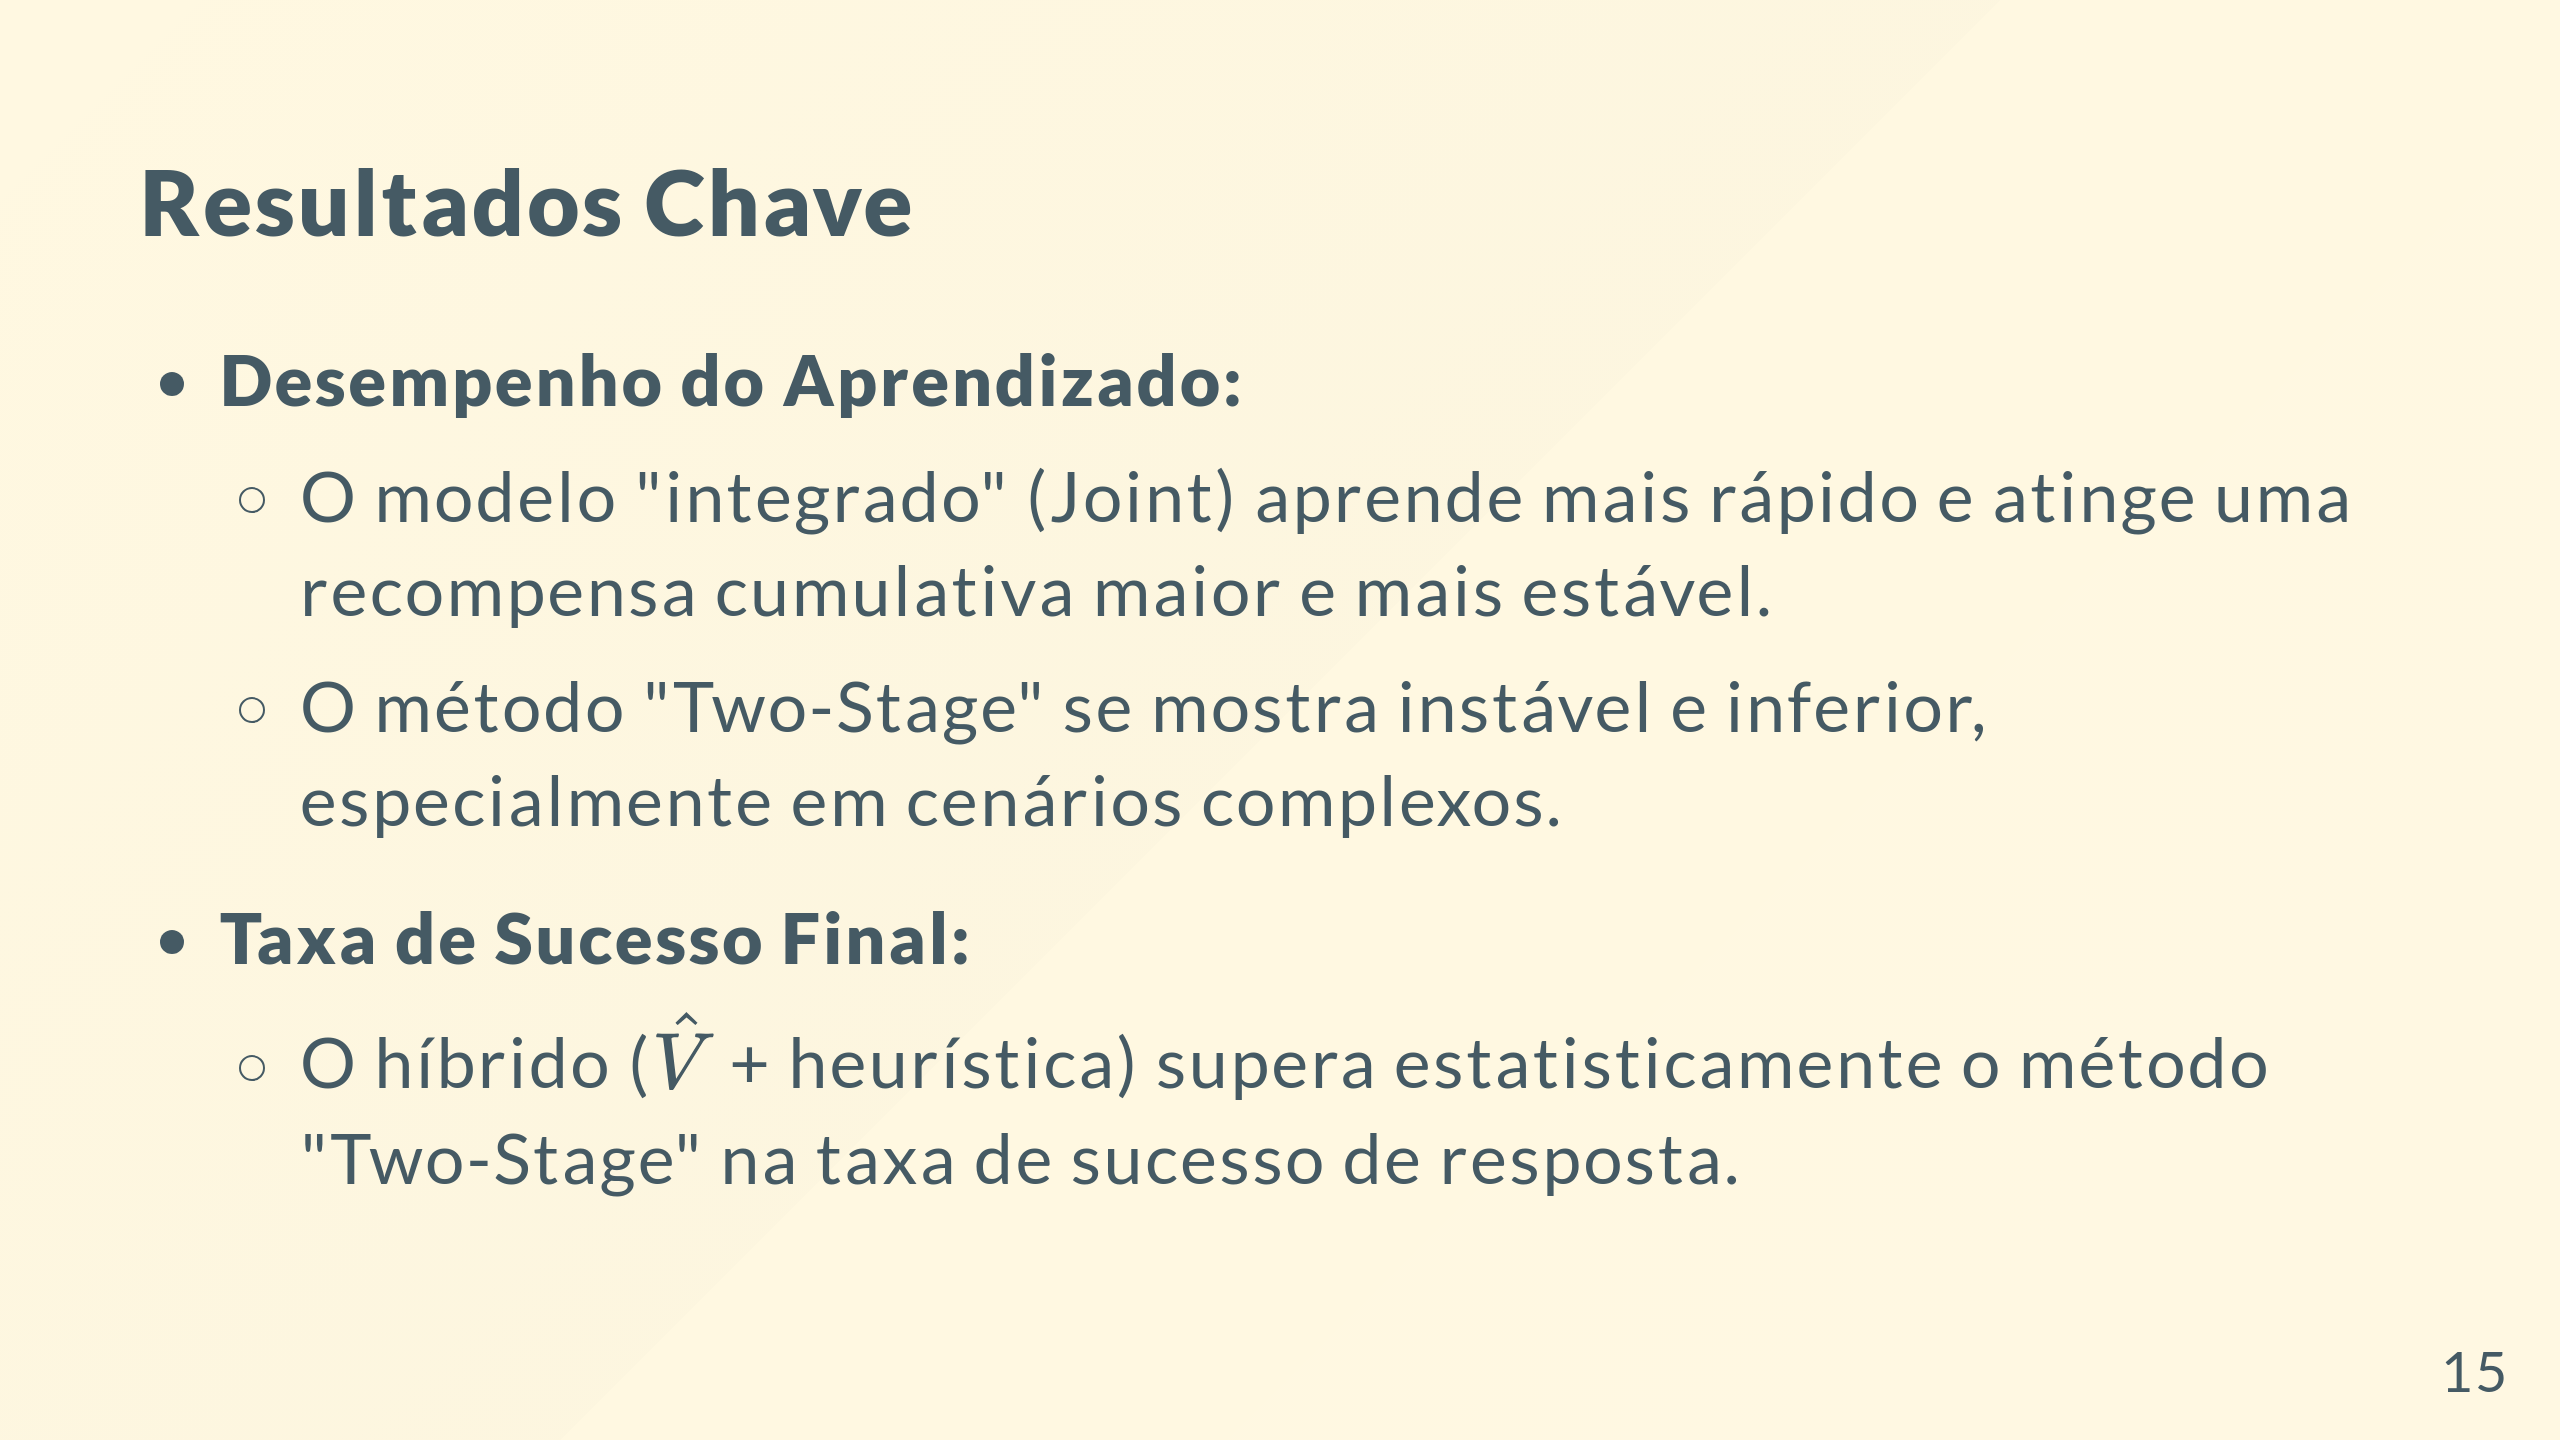 Resultados Chave
• Desempenho do Aprendizado:
○ O modelo "integrado" (Joint) aprende mais rápido e atinge uma
recompensa cumulativa maior e mais estável.
○ O método "Two-Stage" se mostra instável e inferior,
especialmente em cenários complexos.
• Taxa de Sucesso Final:
○ O híbrido (V̂ + heurística) supera estatisticamente o método
"Two-Stage" na taxa de sucesso de resposta.
15